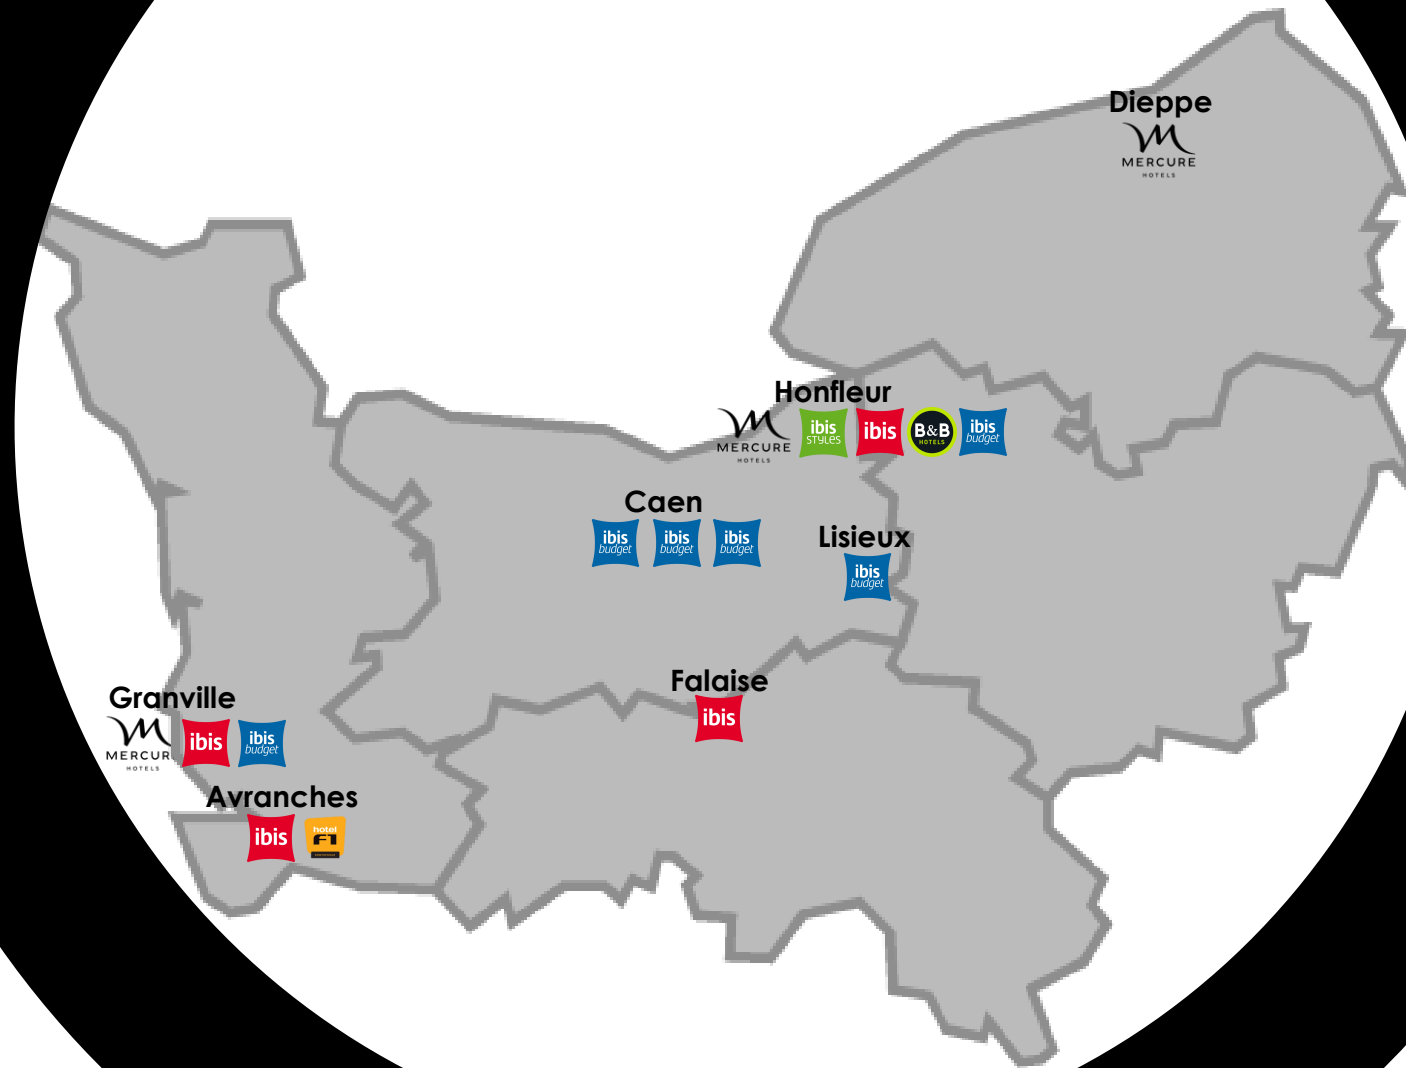 Dieppe
MERCURE
HOTELS
Honfleur
MERCURE
HOTELS
ibis
STYLES
ibis
B&B
HOTELS
ibis
budget
Caen
ibis
budget
ibis
budget
ibis
budget
Lisieux
ibis
budget
Falaise
ibis
Granville
MERCUR
HOTELS
ibis
ibis
budget
Avranches
ibis
hotel
F1